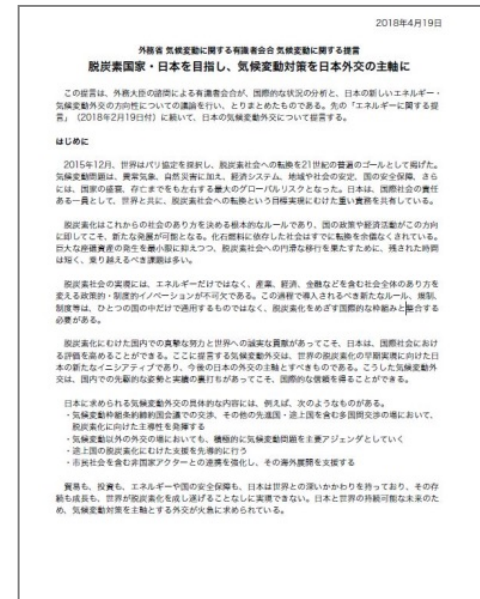 2018年4月19日
外務省 気候変動に関する有識者会合 気候変動に関する提言
脱炭素国家・日本を目指し、気候変動対策を日本外交の主軸に
この提言は、外務大臣の諮問による有識者会合が、国際的な状況の分析と、日本の新しいエネルギー・
気候変動外交の方向性についての議論を行い、とりまとめたものである。先の「エネルギーに関する提
言」（2018年2月19日付）に続いて、日本の気候変動外交について提言する。
はじめに
2015年12月、世界はパリ協定を採択し、脱炭素社会への転換を21世紀の普遍のゴールとして掲げた。
気候変動問題は、異常気象、自然災害に加え、経済システム、地域や社会の安定、国の安全保障、さら
には、国家の盛衰、存亡までをも左右する最大のグローバルリスクとなった。日本は、国際社会の責任
ある一員として、世界と共に、脱炭素社会への転換という目標実現にむけた重い責務を共有している。
脱炭素化はこれからの社会のあり方を決める根本的なルールであり、国の政策や経済活動がこの方向
に即してこそ、新たな発展が可能となる。化石燃料に依存した社会はすでに転換を余儀なくされている。
巨大な座礁資産の発生を最小限に抑えつつ、脱炭素社会への円滑な移行を果たすために、残された時間
は短く、乗り越えるべき課題は多い。
脱炭素社会の実現には、エネルギーだけではなく、産業、経済、金融などを含む社会全体のあり方を
変える政策的・制度的イノベーションが不可欠である。この過程で導入されるべき新たなルール、規制、
制度等は、ひとつの国の中だけで通用するものではなく、脱炭素化をめざす国際的な枠組みと整合する
必要がある。
脱炭素化にむけた国内での真摯な努力と世界への誠実な貢献があってこそ、日本は、国際社会におけ
る評価を高めることができる。ここに提言する気候変動外交は、世界の脱炭素化の早期実現に向けた日
本の新たなイニシアティブであり、今後の日本の外交の主軸とすべきものである。こうした気候変動外
交は、国内での先駆的な姿勢と実績の裏打ちがあってこそ、国際的な信頼を得ることができる。
日本に求められる気候変動外交の具体的な内容には、例えば、次のようなものがある。
・気候変動枠組条約締約国会議での交渉、その他の先進国・途上国を含む多国間交渉の場において、
脱炭素化に向けた主導性を発揮する
・気候変動以外の外交の場においても、積極的に気候変動問題を主要アジェンダとしていく
・途上国の脱炭素化にむけた支援を先導的に行う
・市民社会を含む非国家アクターとの連携を強化し、その海外展開を支援する
貿易も、投資も、エネルギーや国の安全保障も、日本は世界との深いかかわりを持っており、その存
続も成長も、世界が脱炭素化を成し遂げることなしに実現できない。日本と世界の持続可能な未来のた
め、気候変動対策を主軸とする外交が火急に求められている。